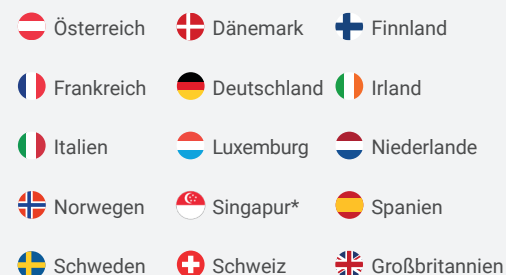 Österreich Dänemark Finnland
Frankreich Deutschland Irland
Italien Luxemburg Niederlande
Norwegen Singapur* Spanien
Schweden Schweiz Großbritannien